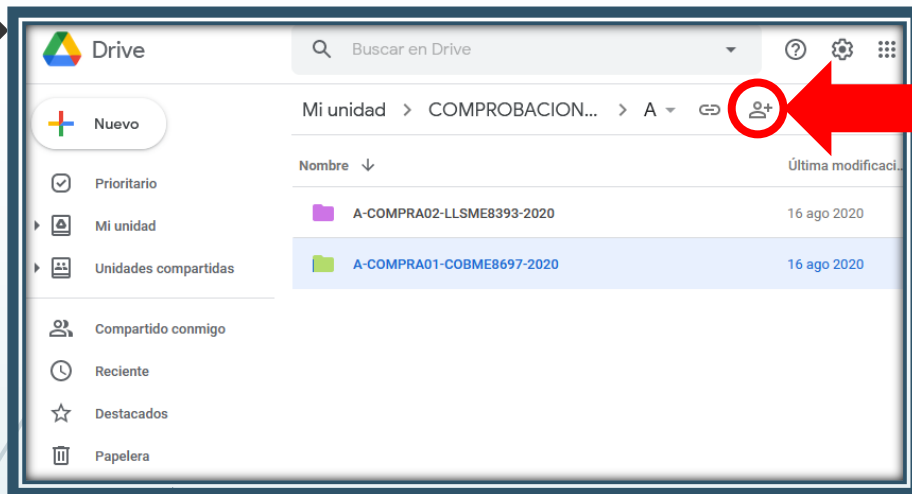 Drive
Buscar en Drive
Nuevo
Mi unidad > COMPROBACION... > A
Nombre
Última modificaci...
Prioritario
A-COMPRA02-LLSME8393-2020
16 ago 2020
Mi unidad
Unidades compartidas
A-COMPRA01-COBME8697-2020
16 ago 2020
Compartido conmigo
Reciente
Destacados
Papelera